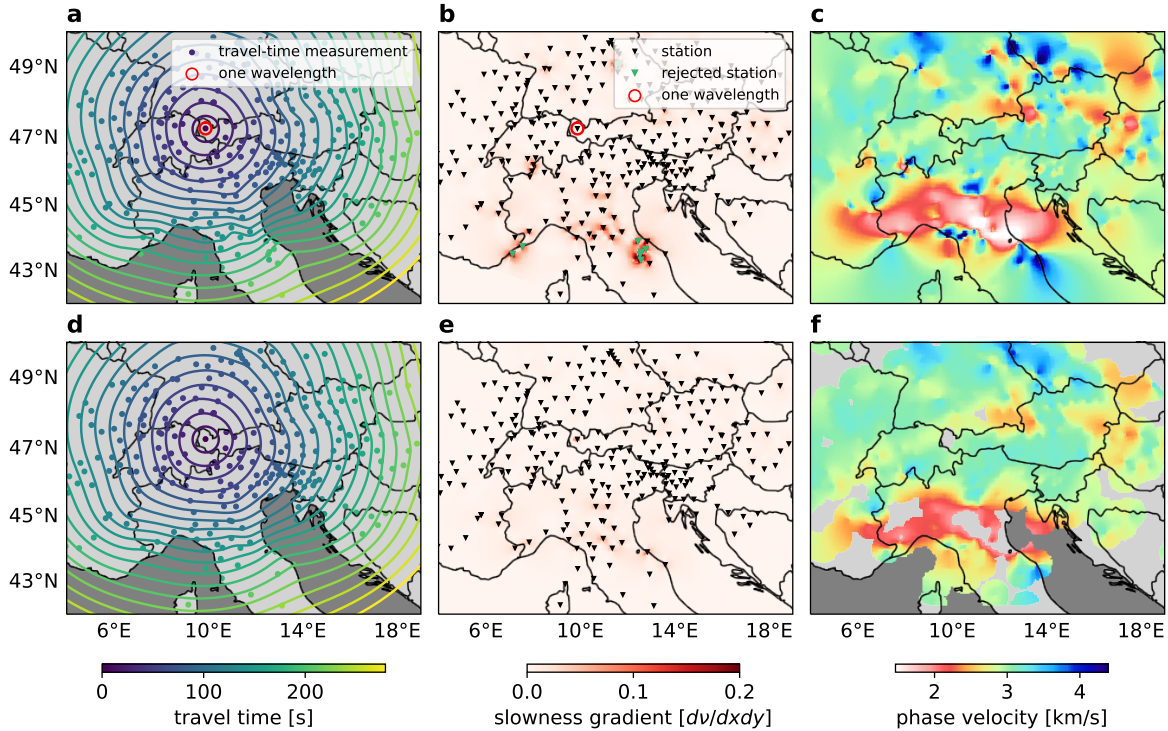 a b c
49°N
47°N
45°N
43°N
travel-time measurement
one wavelength
station
rejected station
one wavelength
d e f
49°N
47°N
45°N
43°N
6°E 10°E 14°E 18°E
6°E 10°E 14°E 18°E
6°E 10°E 14°E 18°E
0 100 200
travel time [s]
0.0 0.1 0.2
slowness gradient [dν/dxdy]
2 3 4
phase velocity [km/s]